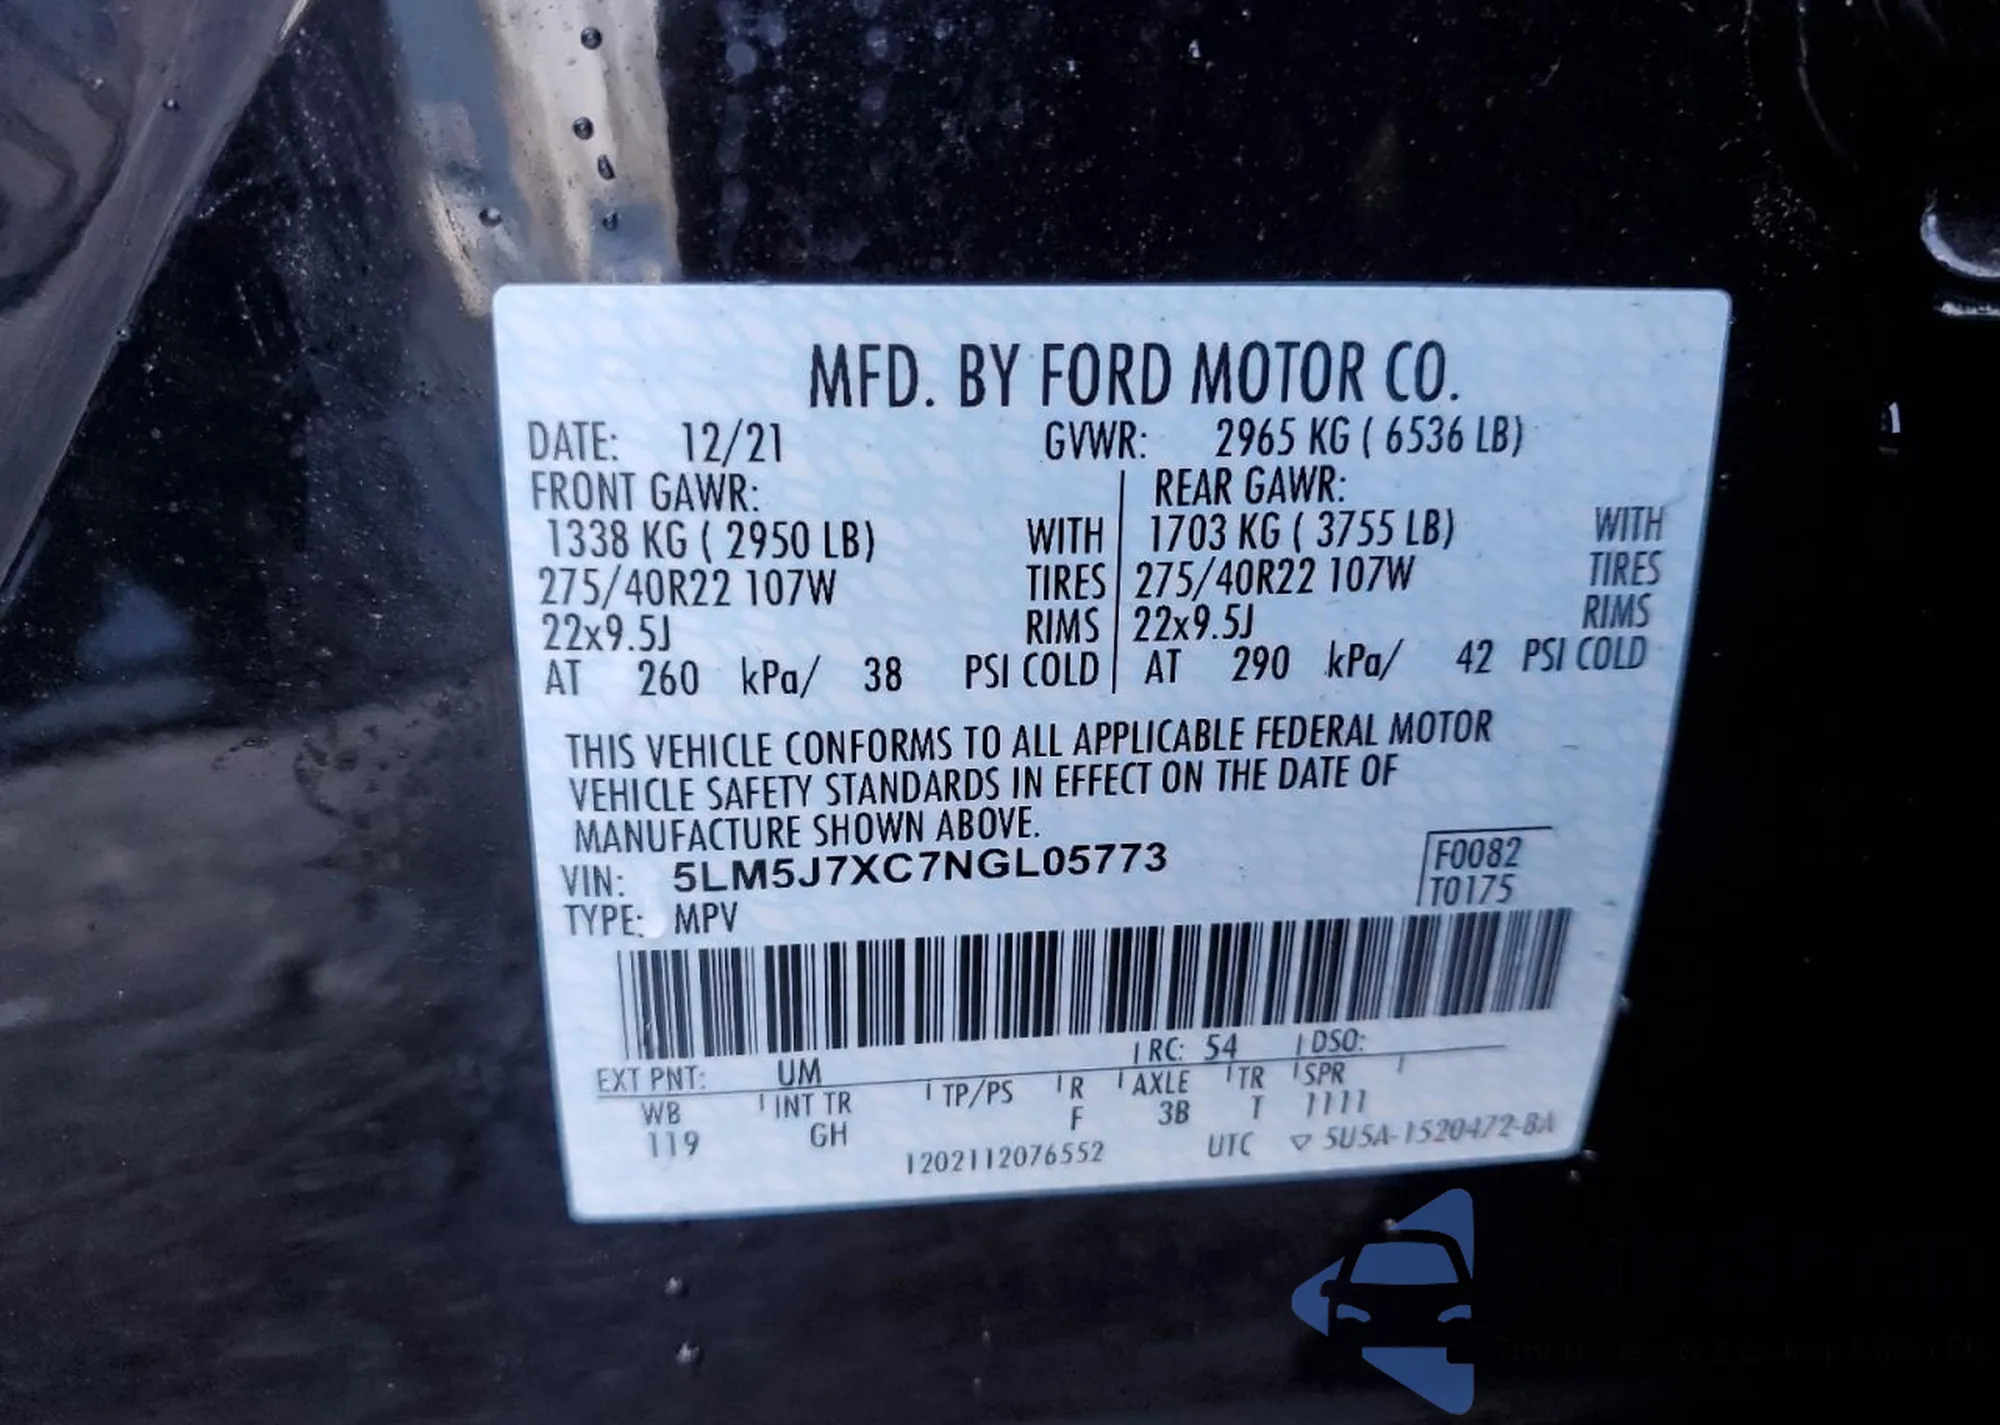 MFD. BY FORD MOTOR CO.
DATE: 12/21 GVWR: 2965 KG ( 6536 LB)
FRONT GAWR: REAR GAWR:
1338 KG ( 2950 LB) WITH 1703 KG ( 3755 LB) WITH
275/40R22 107W TIRES 275/40R22 107W TIRES
22x9.5J RIMS 22x9.5J RIMS
AT 260 kPa/ 38 PSI COLD AT 290 kPa/ 42 PSI COLD
THIS VEHICLE CONFORMS TO ALL APPLICABLE FEDERAL MOTOR
VEHICLE SAFETY STANDARDS IN EFFECT ON THE DATE OF
MANUFACTURE SHOWN ABOVE.
VIN: 5LM5J7XC7NGL05773 F0082
TYPE: MPV T0175
EXT PNT: UM RC: 54 DSO:
WB INT TR TP/PS R AXLE TR SPR
119 GH F 3B T 1111
1202112076552 UTC ▽ 5U5A-1520472-BA